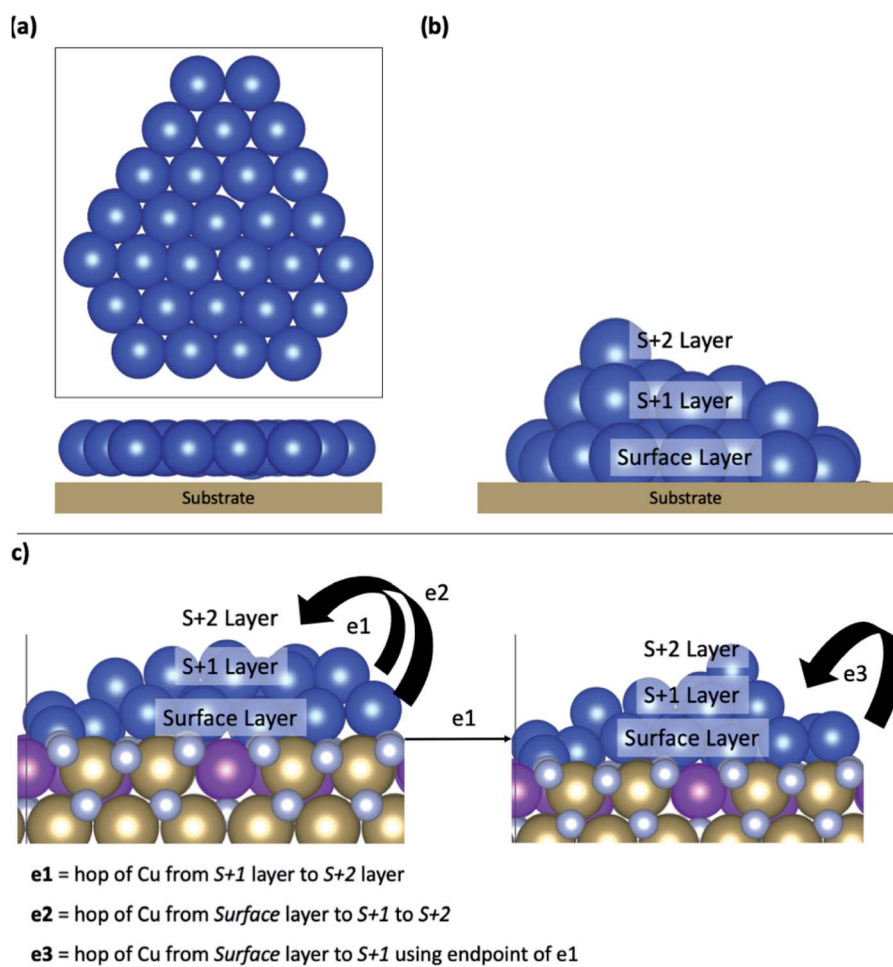 (a)
(b)
S+2 Layer
S+1 Layer
Surface Layer
Substrate
Substrate
c)
e2
S+2 Layer
e1
S+1 Layer
Surface Layer
e1
S+2 Layer
S+1 Layer
e3
Surface Layer
e1 = hop of Cu from S+1 layer to S+2 layer
e2 = hop of Cu from Surface layer to S+1 to S+2
e3 = hop of Cu from Surface layer to S+1 using endpoint of e1